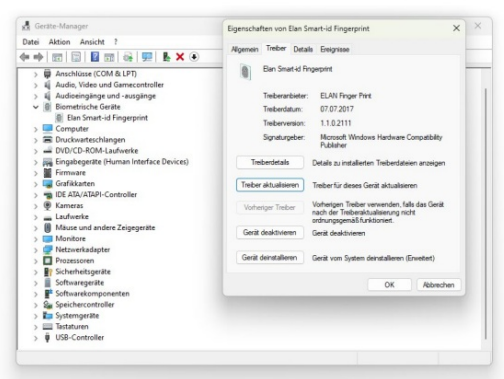 Geräte-Manager
Datei Aktion Ansicht ?
Anschlüsse (COM & LPT)
Audio, Video und Gamecontroller
Audioeingänge und -ausgänge
Biometrische Geräte
Elan Smart-id Fingerprint
Computer
Druckwarteschlangen
DVD/CD-ROM-Laufwerke
Eingabegeräte (Human Interface Devices)
Firmware
Grafikkarten
IDE ATA/ATAPI-Controller
Kameras
Laufwerke
Mäuse und andere Zeigegeräte
Monitore
Netzwerkadapter
Prozessoren
Sicherheitsgeräte
Softwaregeräte
Softwarekomponenten
Speichercontroller
Systemgeräte
Tastaturen
USB-Controller
Eigenschaften von Elan Smart-id Fingerprint
Allgemein Treiber Details Ereignisse
Elan Smart-id Fingerprint
Treiberanbieter: ELAN Finger Print
Treiberdatum: 07.07.2017
Treiberversion: 1.1.0.2111
Signaturgeber: Microsoft Windows Hardware Compatibility
Publisher
Treiberdetails Details zu installierten Treiberdateien anzeigen
Treiber aktualisieren Treiber für dieses Gerät aktualisieren
Vorheriger Treiber Vorherigen Treiber verwenden, falls das Gerät
nach der Treiberaktualisierung nicht
ordnungsgemäß funktioniert.
Gerät deaktivieren Gerät deaktivieren
Gerät deinstallieren Gerät vom System deinstallieren (Erweitert)
OK Abbrechen